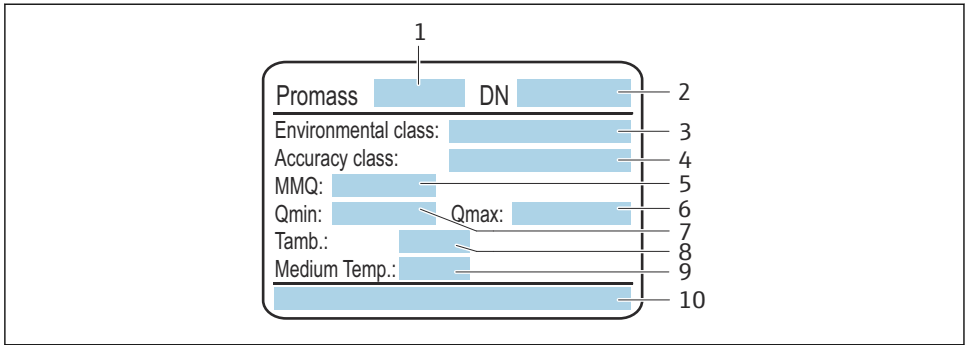 1
Promass DN 2
Environmental class: 3
Accuracy class: 4
MMQ: 5
Qmin: Qmax: 6
7
Tamb.: 8
Medium Temp.: 9
10